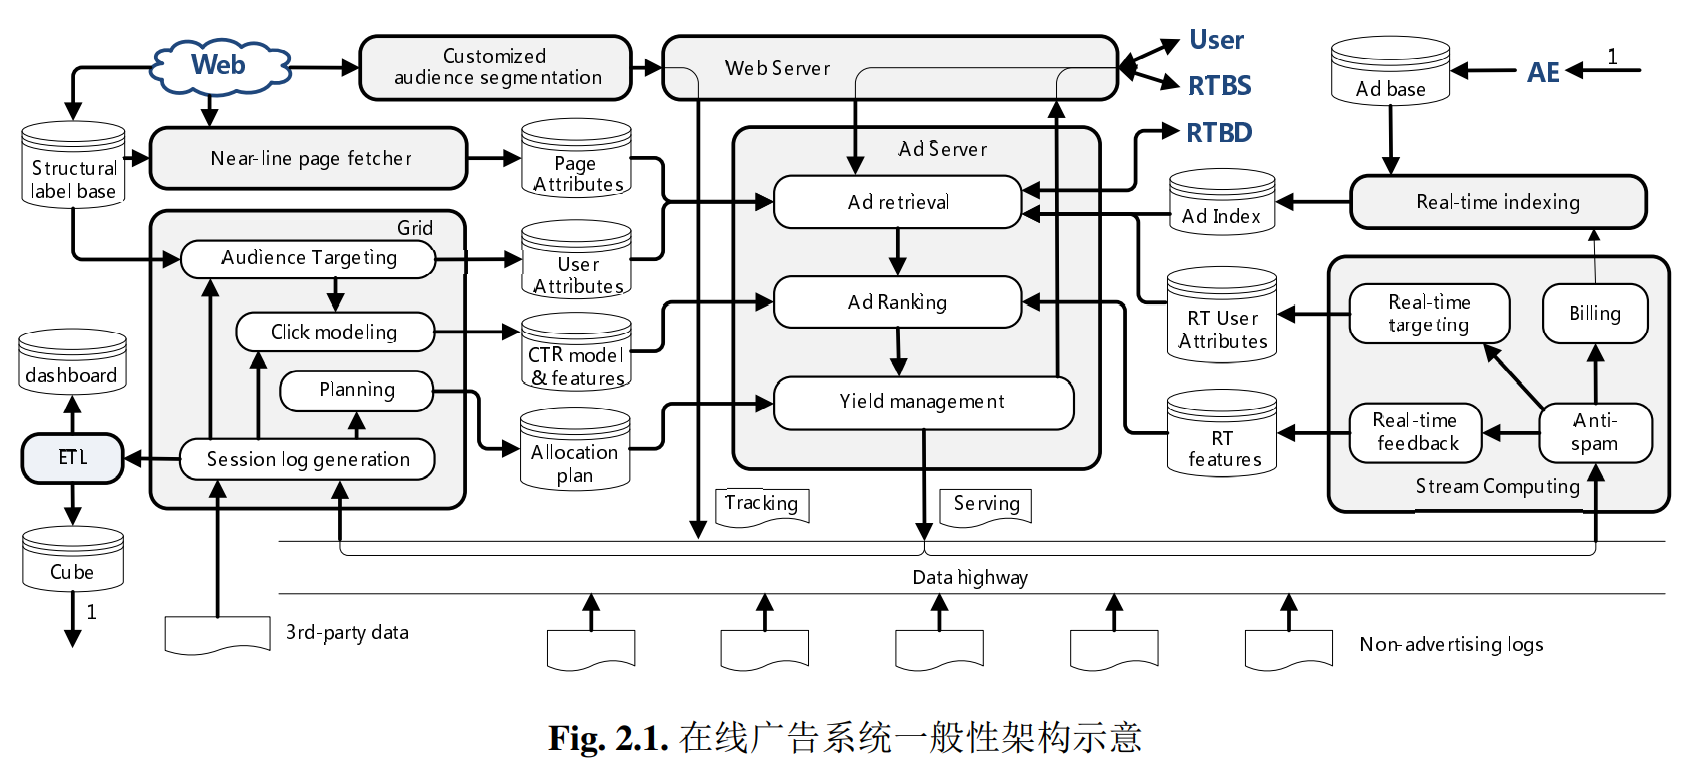 Web
Customized
audience segmentation
Web Server
User
RTBS
RTBD
Ad base
AE
1
Structural
label base
Near-line page fetcher
Page
Attributes
Ad Server
Ad retrieval
Ad Index
Real-time indexing
Grid
Audience Targeting
User
Attributes
Click modeling
CTR model
& features
Ad Ranking
RT User
Attributes
Real-time
targeting
Billing
dashboard
Planning
Allocation
plan
Yield management
RT
features
Real-time
feedback
Anti-
spam
Stream Computing
ETL
Session log generation
Tracking
Serving
Cube
1
Data highway
3rd-party data
Non-advertising logs
Fig. 2.1. 在线广告系统一般性架构示意